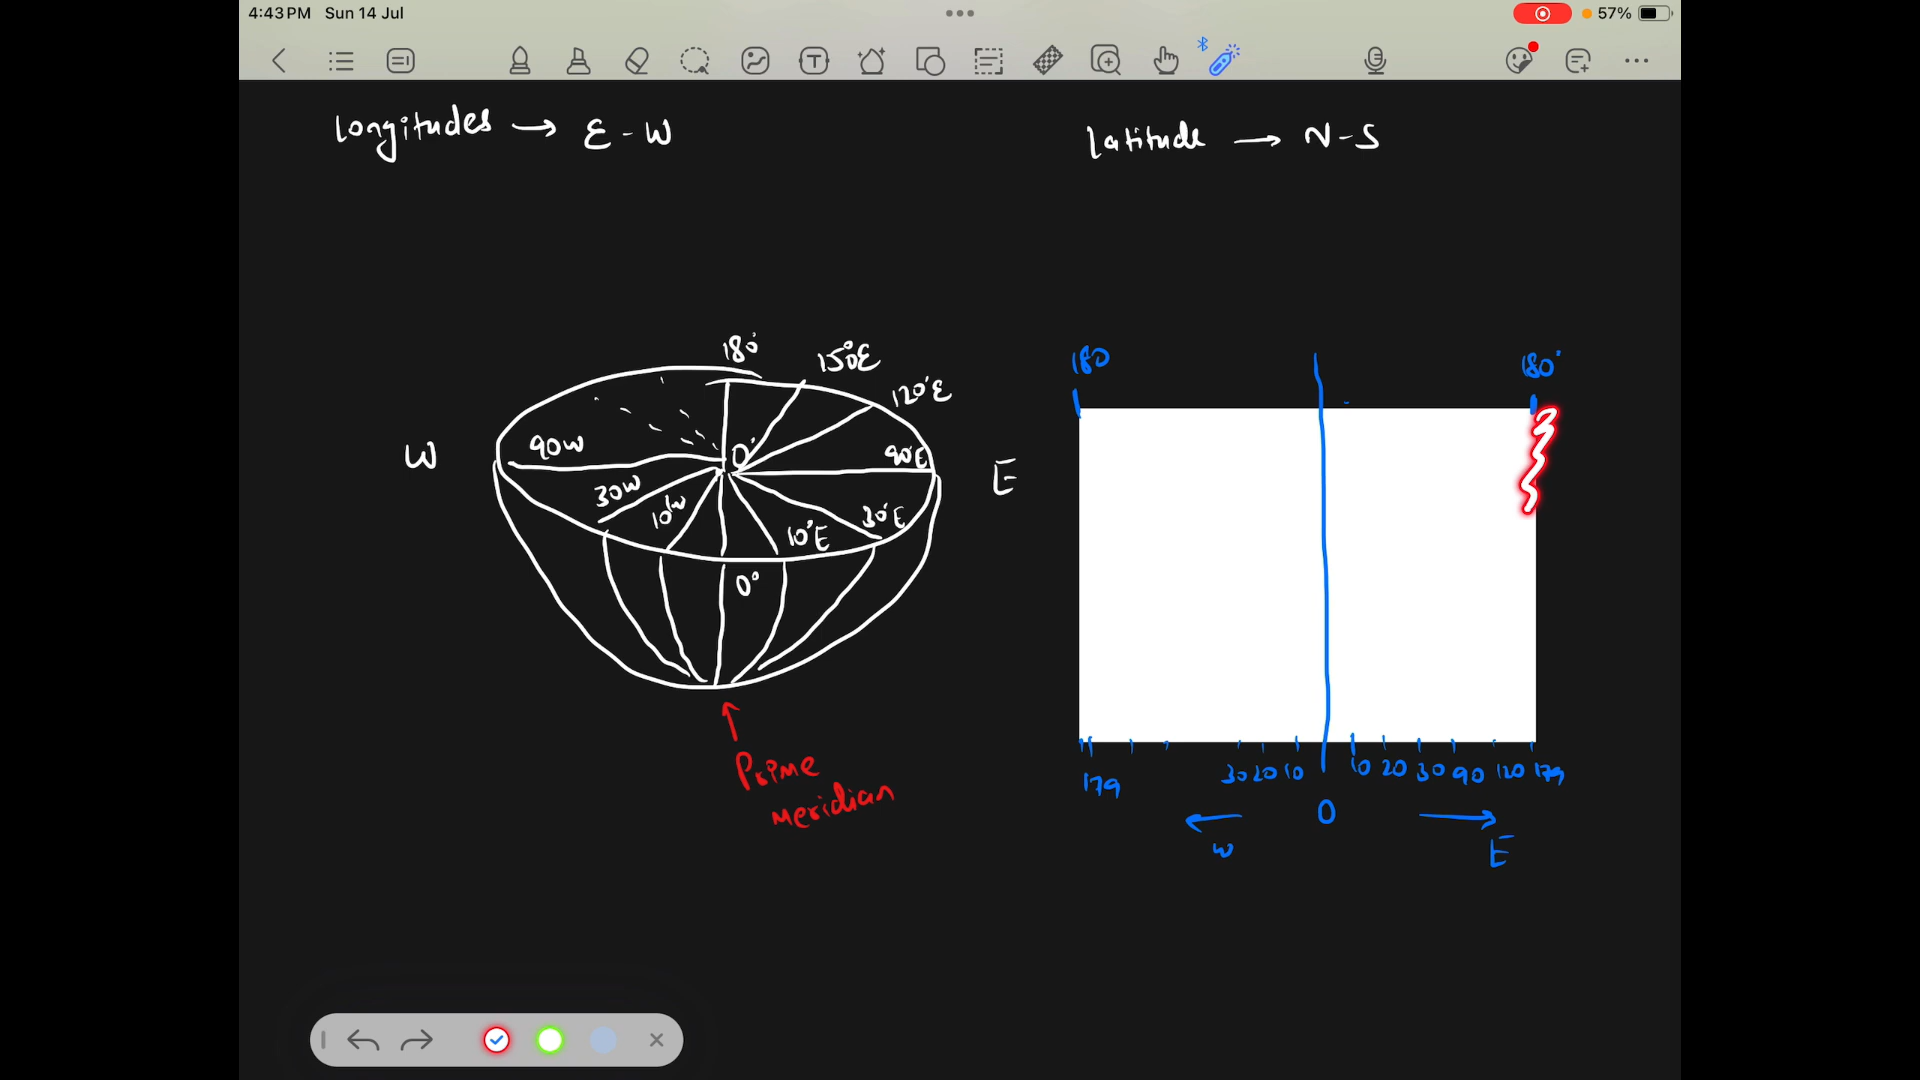 4:43 PM Sun 14 Jul
57%
Longitudes → E - W
Latitude → N - S
180°
150°E
120°E
90W
0°
90°E
W
E
30W
10W
10°E
30°E
0°
Prime
meridian
180
180°
179
30 20 10
10 20 30 90 120 179
0
← W
→ E